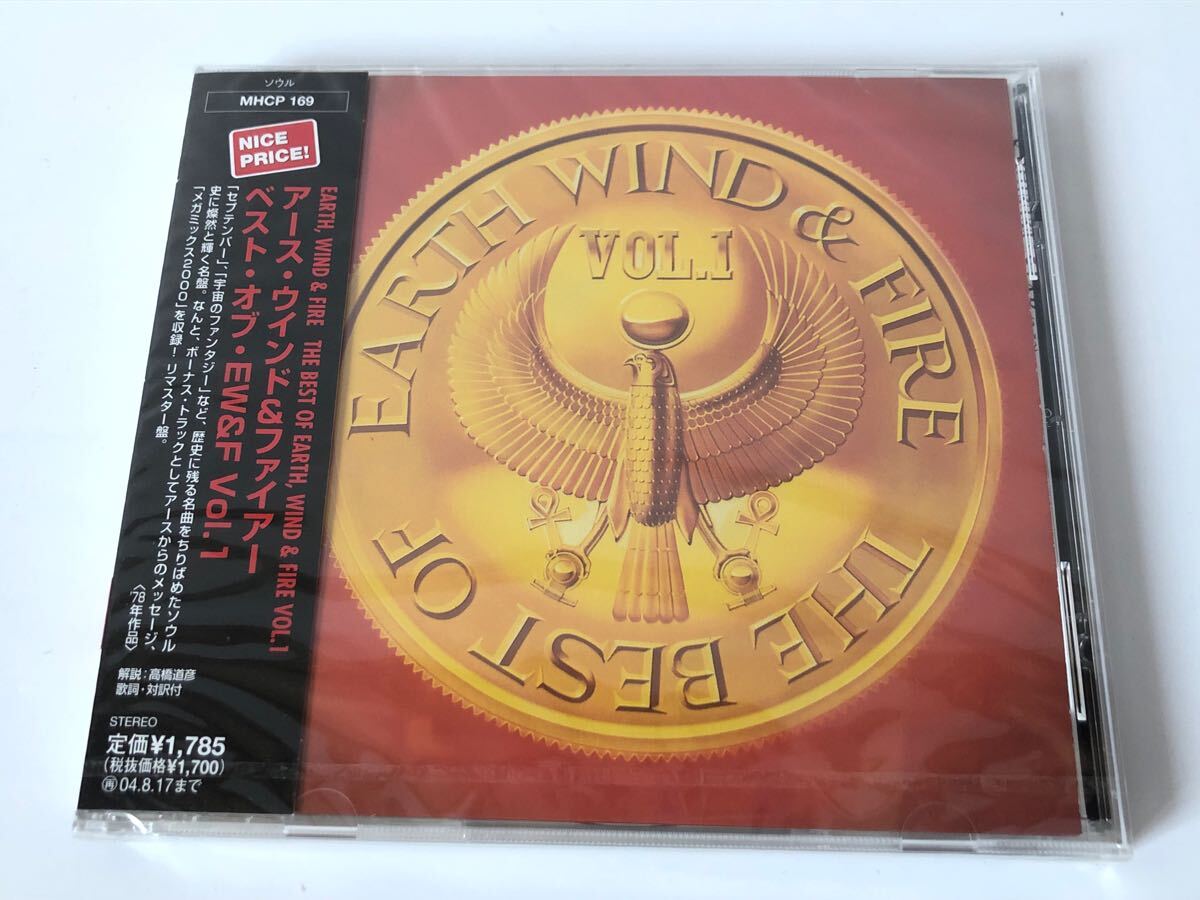 ソウル
MHCP 169
NICE
PRICE!
EARTH, WIND & FIRE THE BEST OF EARTH, WIND & FIRE VOL.1
アース・ウインド&ファイアー
ベスト・オブ・EW&F Vol.1
「セプテンバー」、「宇宙のファンタジー」など、歴史に残る名曲をちりばめたソウル
史に燦然と輝く名盤。なんと、ボーナス・トラックとしてアースからのメッセージ、
「メガミックス2000」を収録! リマスター盤。
〈'78年作品〉
解説:高橋道彦
歌詞・対訳付
STEREO
定価¥1,785
(税抜価格¥1,700)
再04.8.17まで
EARTH WIND & FIRE
VOL.1
THE BEST OF